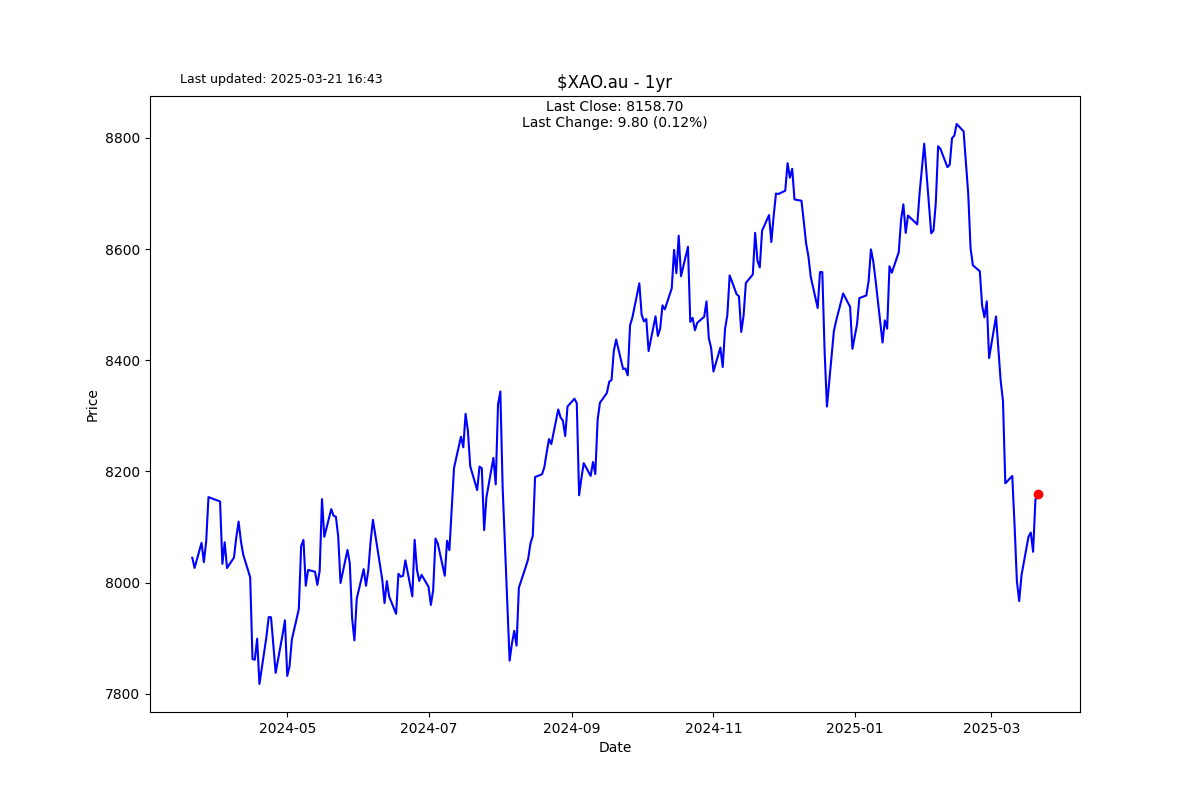 Last updated: 2025-03-21 16:43
$XAO.au - 1yr
Last Close: 8158.70
Last Change: 9.80 (0.12%)
8800
8600
8400
8200
8000
7800
Price
2024-05
2024-07
2024-09
2024-11
2025-01
2025-03
Date